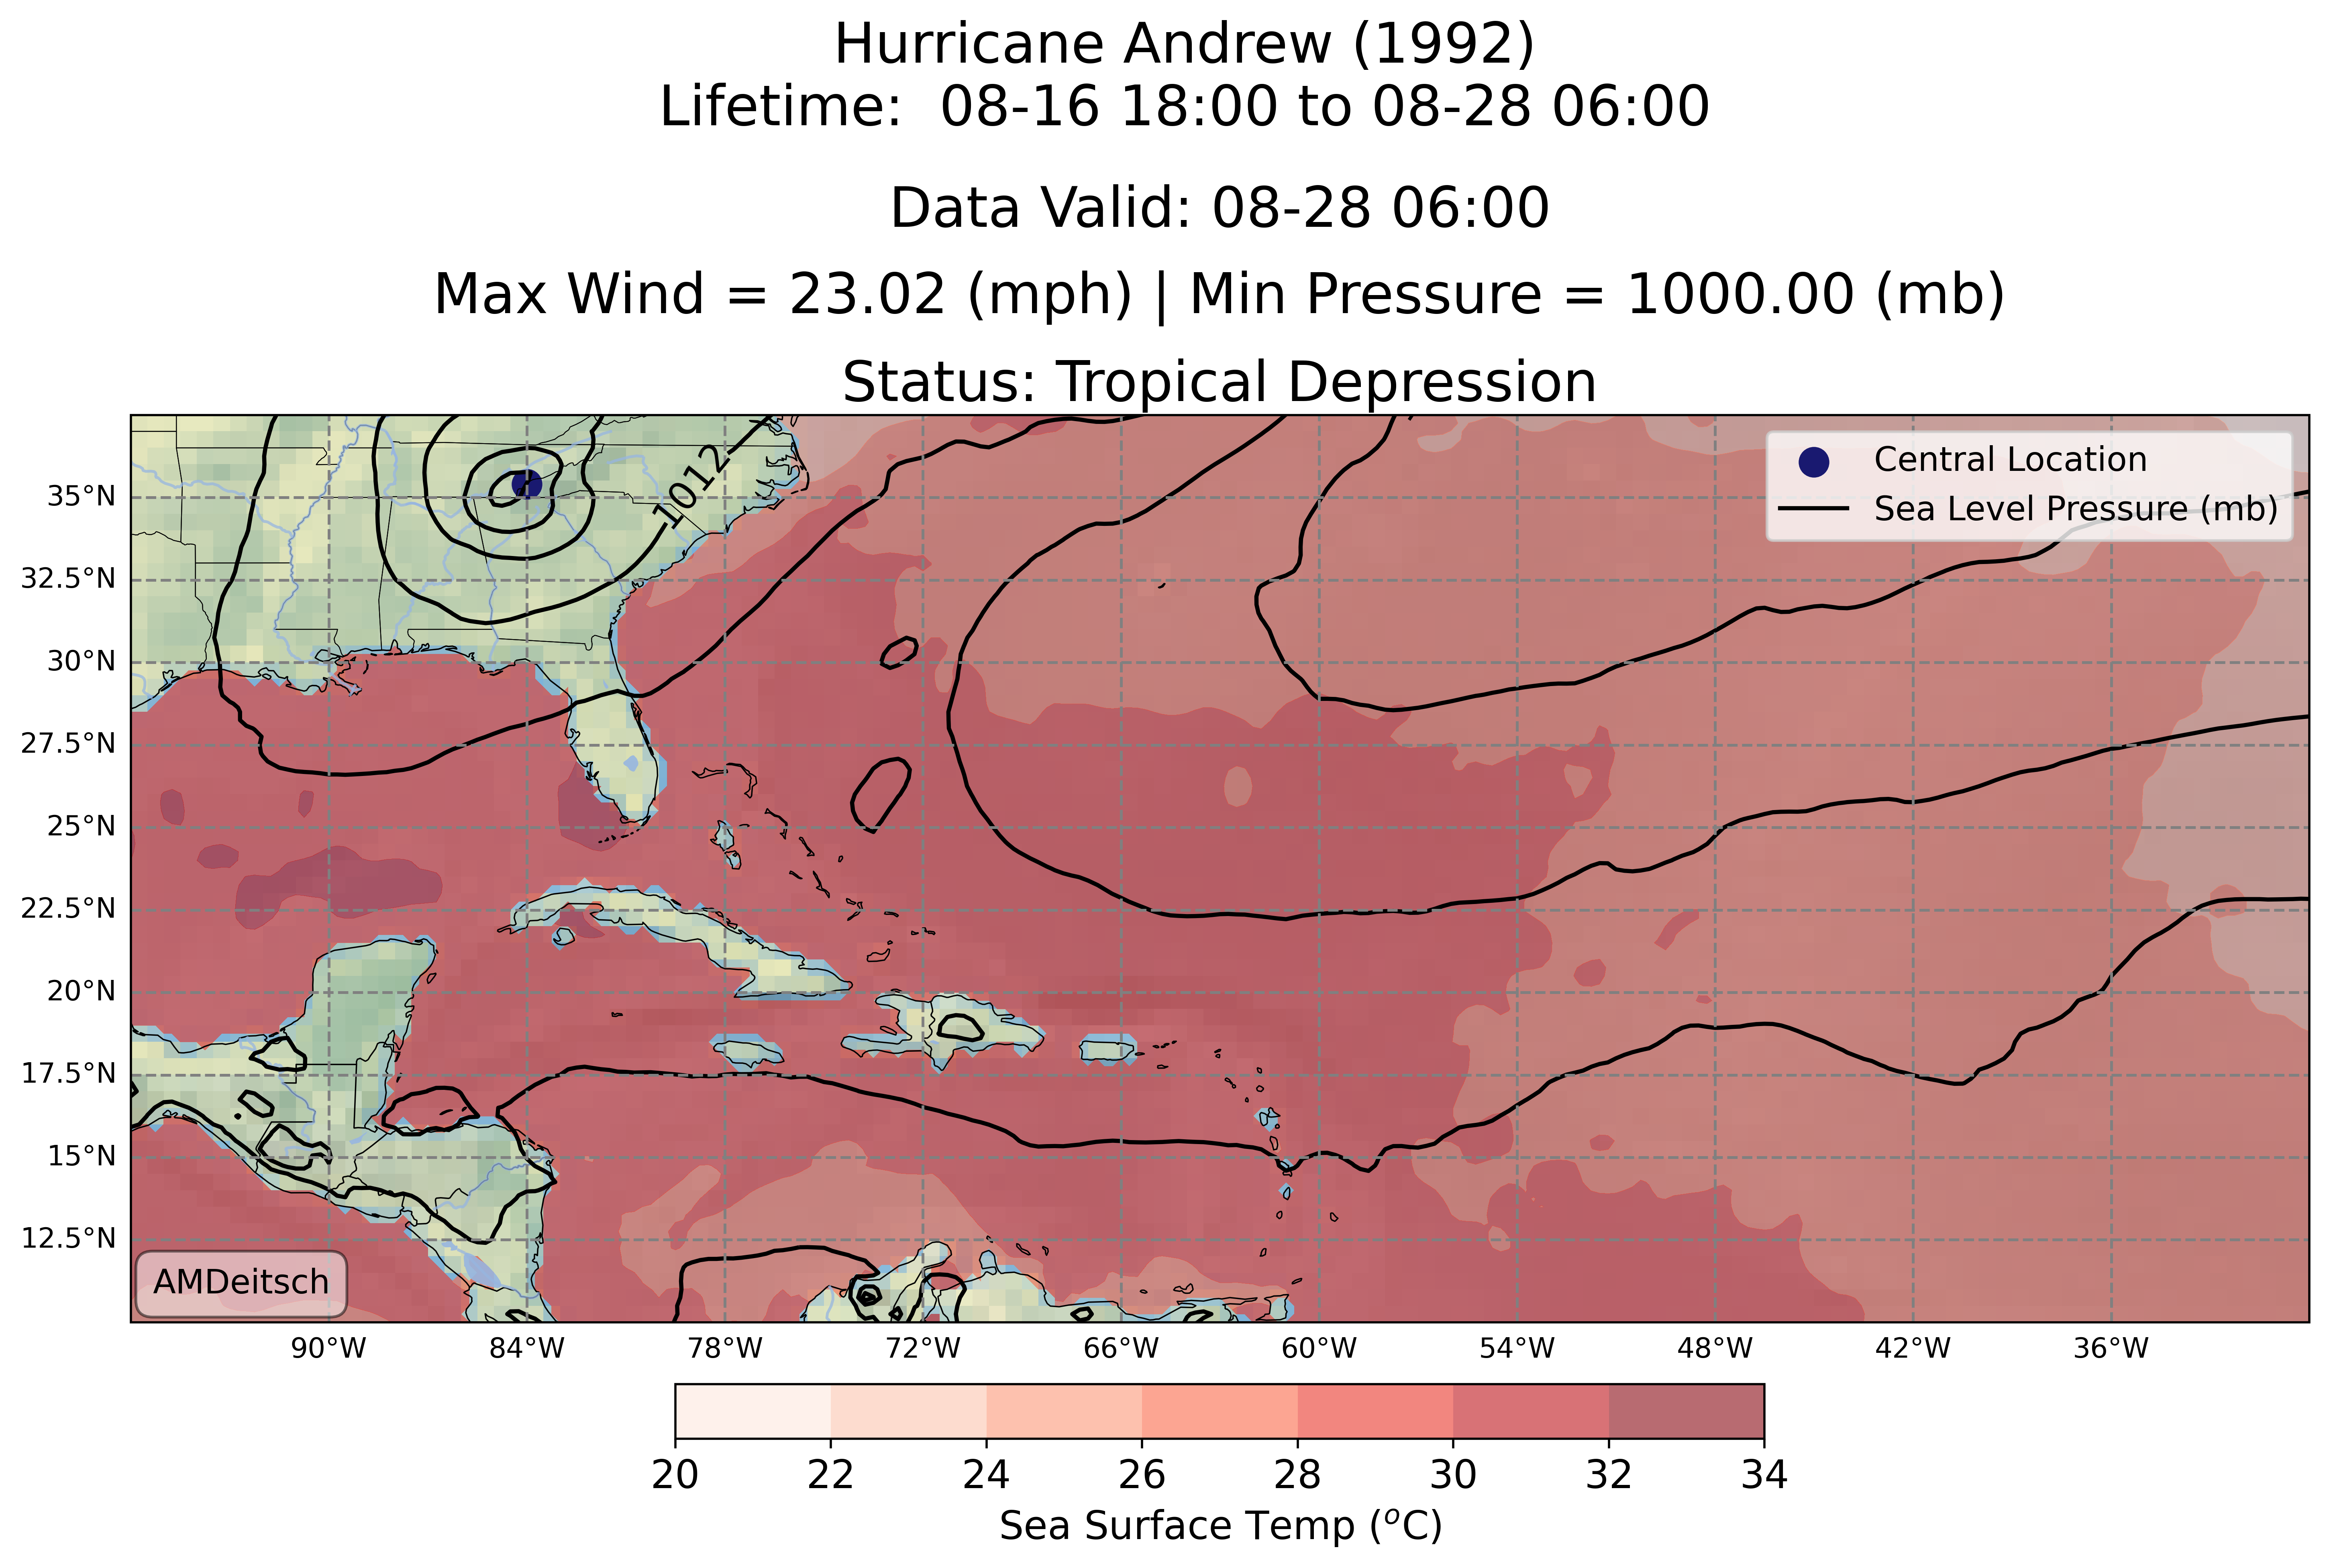 Hurricane Andrew (1992)
Lifetime:  08-16 18:00 to 08-28 06:00
Data Valid: 08-28 06:00
Max Wind = 23.02 (mph) | Min Pressure = 1000.00 (mb)
Status: Tropical Depression
Central Location
Sea Level Pressure (mb)
1012
35°N
32.5°N
30°N
27.5°N
25°N
22.5°N
20°N
17.5°N
15°N
12.5°N
AMDeitsch
90°W 84°W 78°W 72°W 66°W 60°W 54°W 48°W 42°W 36°W
20 22 24 26 28 30 32 34
Sea Surface Temp (°C)